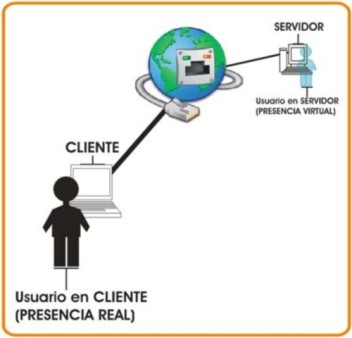 SERVIDOR
Usuario en SERVIDOR
(PRESENCIA VIRTUAL)
CLIENTE
Usuario en CLIENTE
(PRESENCIA REAL)